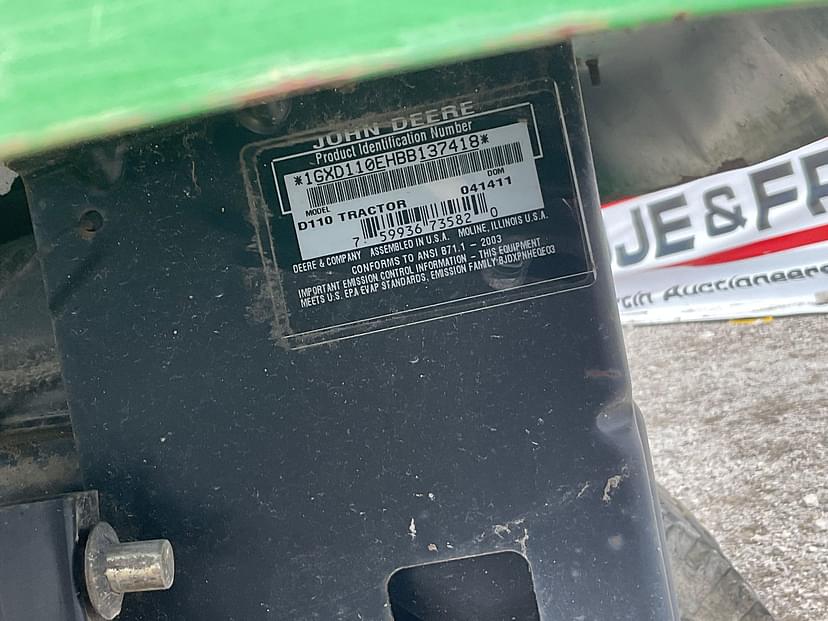 JOHN DEERE
Product Identification Number
*1GXD110EHBB137418*
MODEL DOM
D110 TRACTOR 041411
7 59936 73582 0
DEERE & COMPANY ASSEMBLED IN U.S.A. MOLINE, ILLINOIS U.S.A.
CONFORMS TO ANSI B71.1 - 2003
IMPORTANT EMISSION CONTROL INFORMATION - THIS EQUIPMENT
MEETS U.S. EPA EVAP STANDARDS, EMISSION FAMILY:BJDXPNHEQEO3
JE & F
Auctioneers